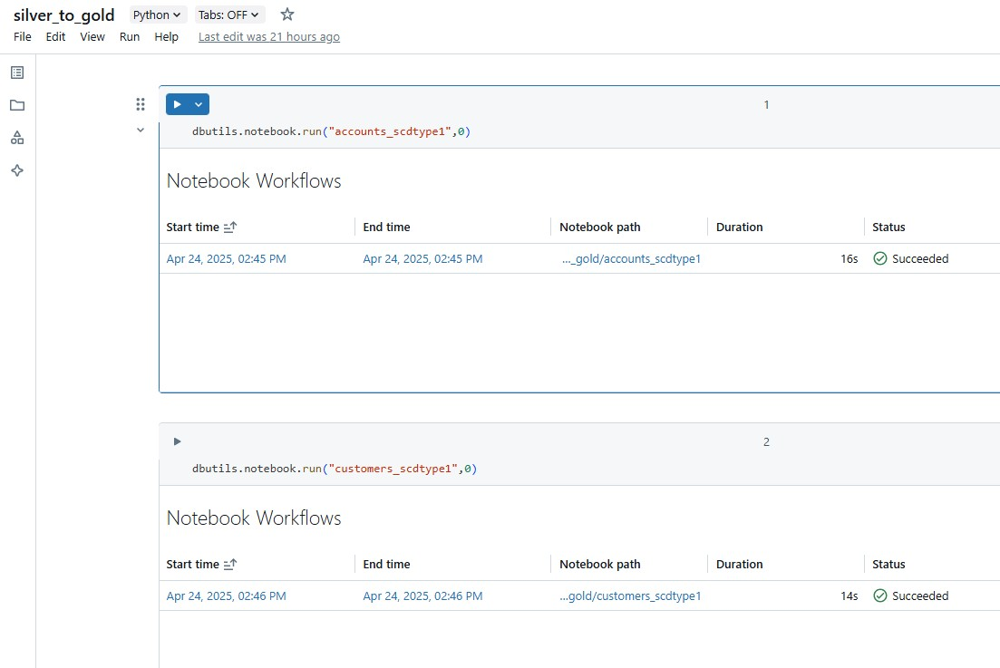 silver_to_gold Python Tabs: OFF
File Edit View Run Help Last edit was 21 hours ago
1
dbutils.notebook.run("accounts_scdtype1",0)
Notebook Workflows
Start time End time Notebook path Duration Status
Apr 24, 2025, 02:45 PM Apr 24, 2025, 02:45 PM ..._gold/accounts_scdtype1 16s Succeeded
2
dbutils.notebook.run("customers_scdtype1",0)
Notebook Workflows
Start time End time Notebook path Duration Status
Apr 24, 2025, 02:46 PM Apr 24, 2025, 02:46 PM ...gold/customers_scdtype1 14s Succeeded